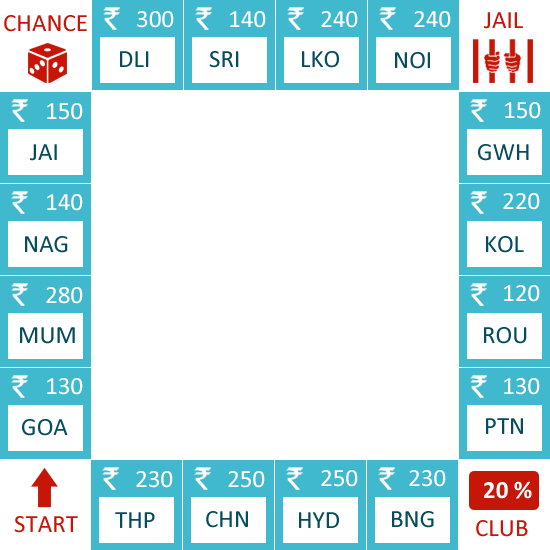 CHANCE
₹ 300
DLI
₹ 140
SRI
₹ 240
LKO
₹ 240
NOI
JAIL
₹ 150
JAI
₹ 150
GWH
₹ 140
NAG
₹ 220
KOL
₹ 280
MUM
₹ 120
ROU
₹ 130
GOA
₹ 130
PTN
START
₹ 230
THP
₹ 250
CHN
₹ 250
HYD
₹ 230
BNG
20 %
CLUB